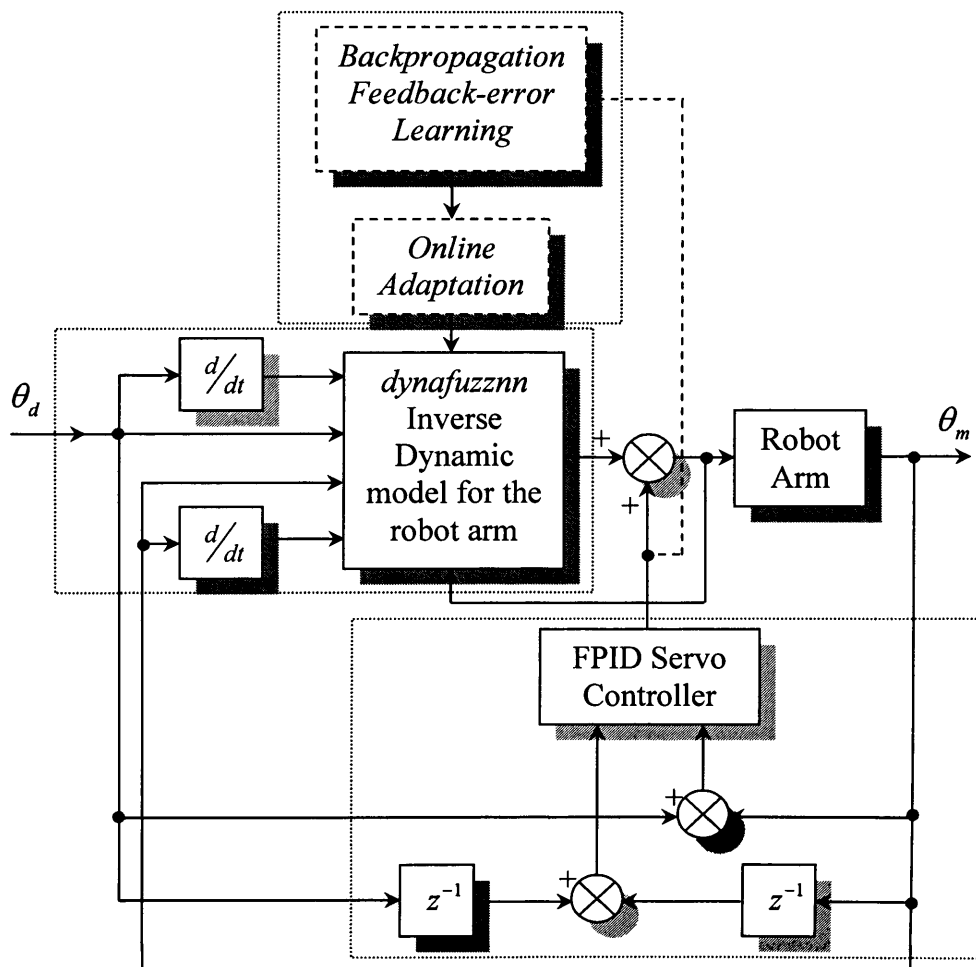 Backpropagation
Feedback-error
Learning
Online
Adaptation
θd
d/dt
dynafuzznn
Inverse
Dynamic
model for the
robot arm
d/dt
+
+
Robot
Arm
θm
FPID Servo
Controller
+
z⁻¹
+
z⁻¹